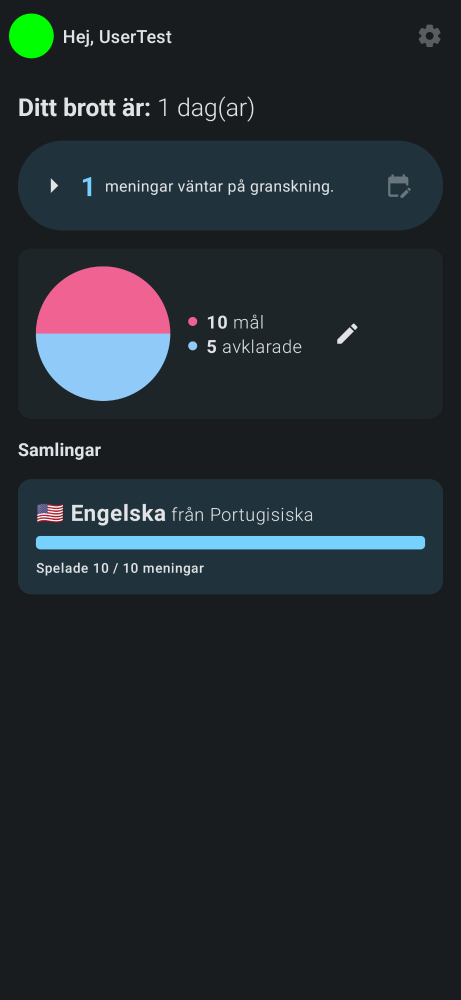 Hej, UserTest
Ditt brott är: 1 dag(ar)
1 meningar väntar på granskning.
10 mål
5 avklarade
Samlingar
Engelska från Portugisiska
Spelade 10 / 10 meningar